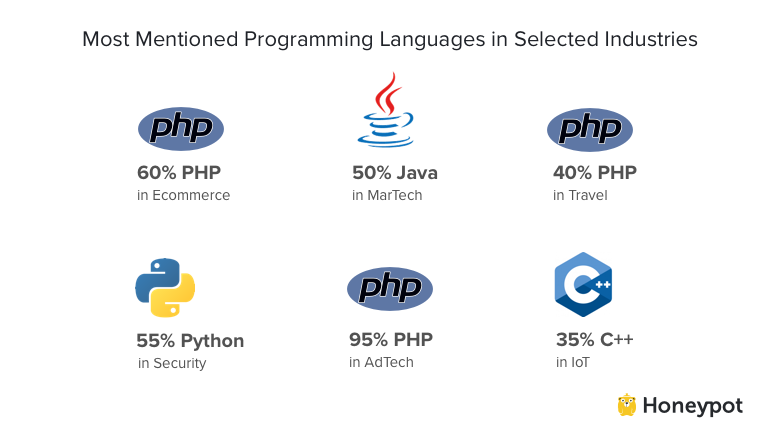 Most Mentioned Programming Languages in Selected Industries
php
60% PHP
in Ecommerce
50% Java
in MarTech
php
40% PHP
in Travel
55% Python
in Security
php
95% PHP
in AdTech
C++
35% C++
in IoT
Honeypot